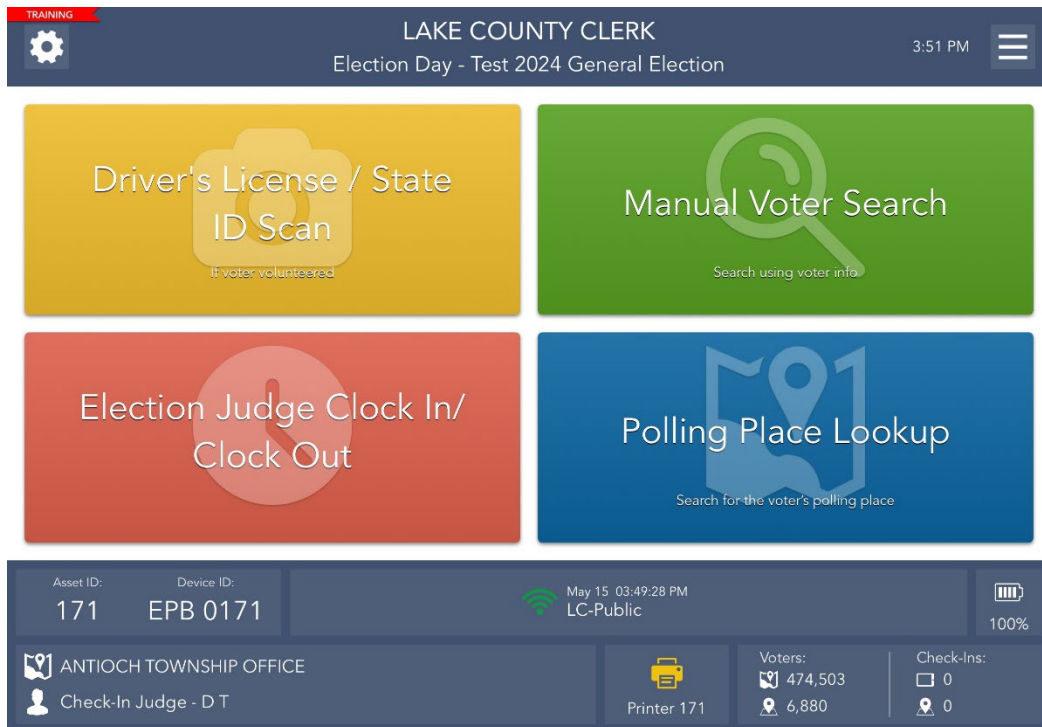 TRAINING
LAKE COUNTY CLERK
Election Day - Test 2024 General Election
3:51 PM
Driver's License / State
ID Scan
If voter volunteered
Manual Voter Search
Search using voter info
Election Judge Clock In/
Clock Out
Polling Place Lookup
Search for the voter's polling place
Asset ID:
171
Device ID:
EPB 0171
May 15 03:49:28 PM
LC-Public
100%
ANTIOCH TOWNSHIP OFFICE
Check-In Judge - D T
Printer 171
Voters:
474,503
6,880
Check-Ins:
0
0